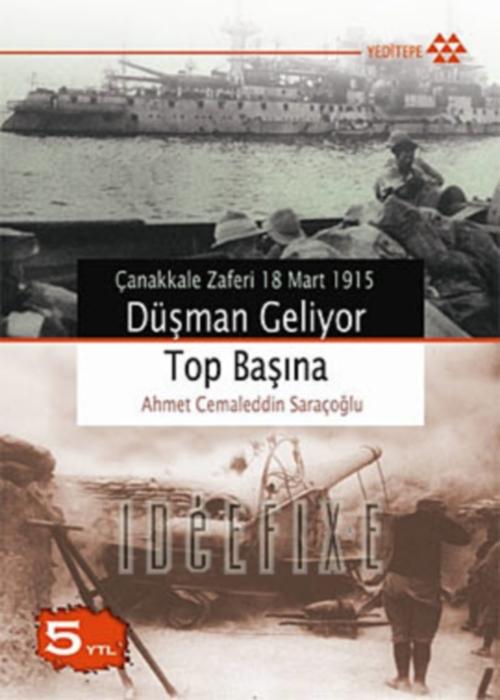 YEDİTEPE
Çanakkale Zaferi 18 Mart 1915
Düşman Geliyor
Top Başına
Ahmet Cemaleddin Saraçoğlu
IDéEFIXE
5 YTL